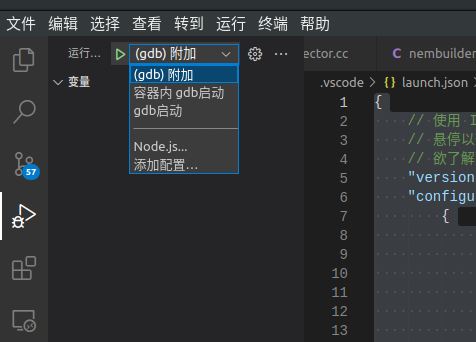 文件 编辑 选择 查看 转到 运行 终端 帮助
运行... (gdb) 附加
ector.cc
nembuilder
(gdb) 附加
容器内 gdb启动
gdb启动
Node.js...
添加配置...
变量
.vscode > {} launch.json
1 {
2 // 使用 I
3 // 悬停以
4 // 欲了解
5 "version
6 "configu
7 {
8
9
10
11
12
13
57